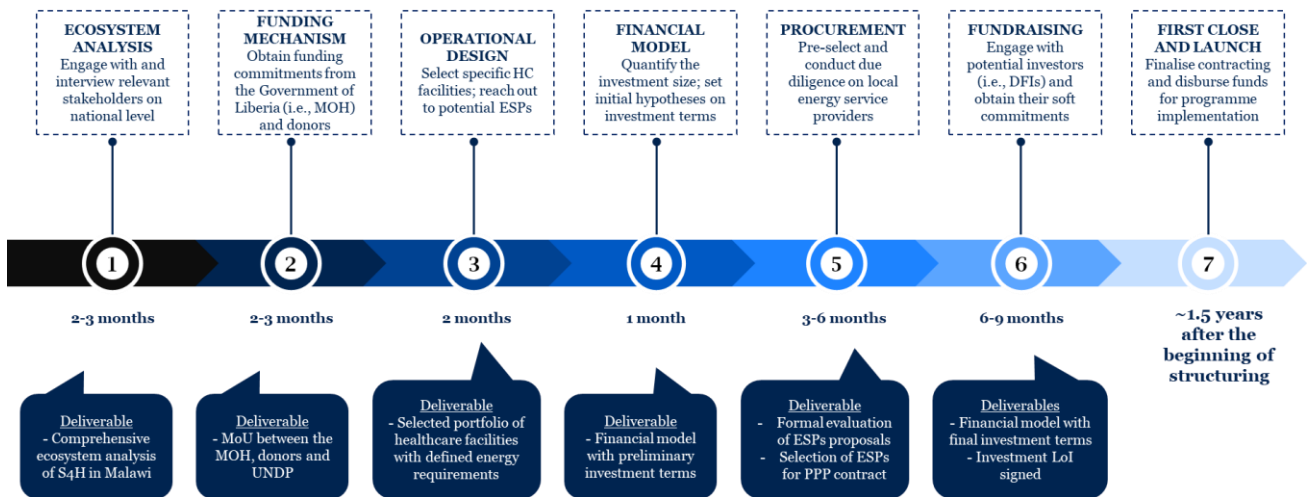 ECOSYSTEM
ANALYSIS
Engage with and
interview relevant
stakeholders on
national level
FUNDING
MECHANISM
Obtain funding
commitments from
the Government of
Liberia (i.e., MOH)
and donors
OPERATIONAL
DESIGN
Select specific HC
facilities; reach out
to potential ESPs
FINANCIAL
MODEL
Quantify the
investment size; set
initial hypotheses on
investment terms
PROCUREMENT
Pre-select and
conduct due
diligence on local
energy service
providers
FUNDRAISING
Engage with
potential investors
(i.e., DFIs) and
obtain their soft
commitments
FIRST CLOSE
AND LAUNCH
Finalise contracting
and disburse funds
for programme
implementation
1
2
3
4
5
6
7
2-3 months
2-3 months
2 months
1 month
3-6 months
6-9 months
~1.5 years
after the
beginning of
structuring
Deliverable
- Comprehensive
ecosystem analysis
of S4H in Malawi
Deliverable
- MoU between the
MOH, donors and
UNDP
Deliverable
- Selected portfolio of
healthcare facilities
with defined energy
requirements
Deliverable
- Financial model
with preliminary
investment terms
Deliverable
- Formal evaluation
of ESPs proposals
- Selection of ESPs
for PPP contract
Deliverables
- Financial model with
final investment terms
- Investment LoI
signed